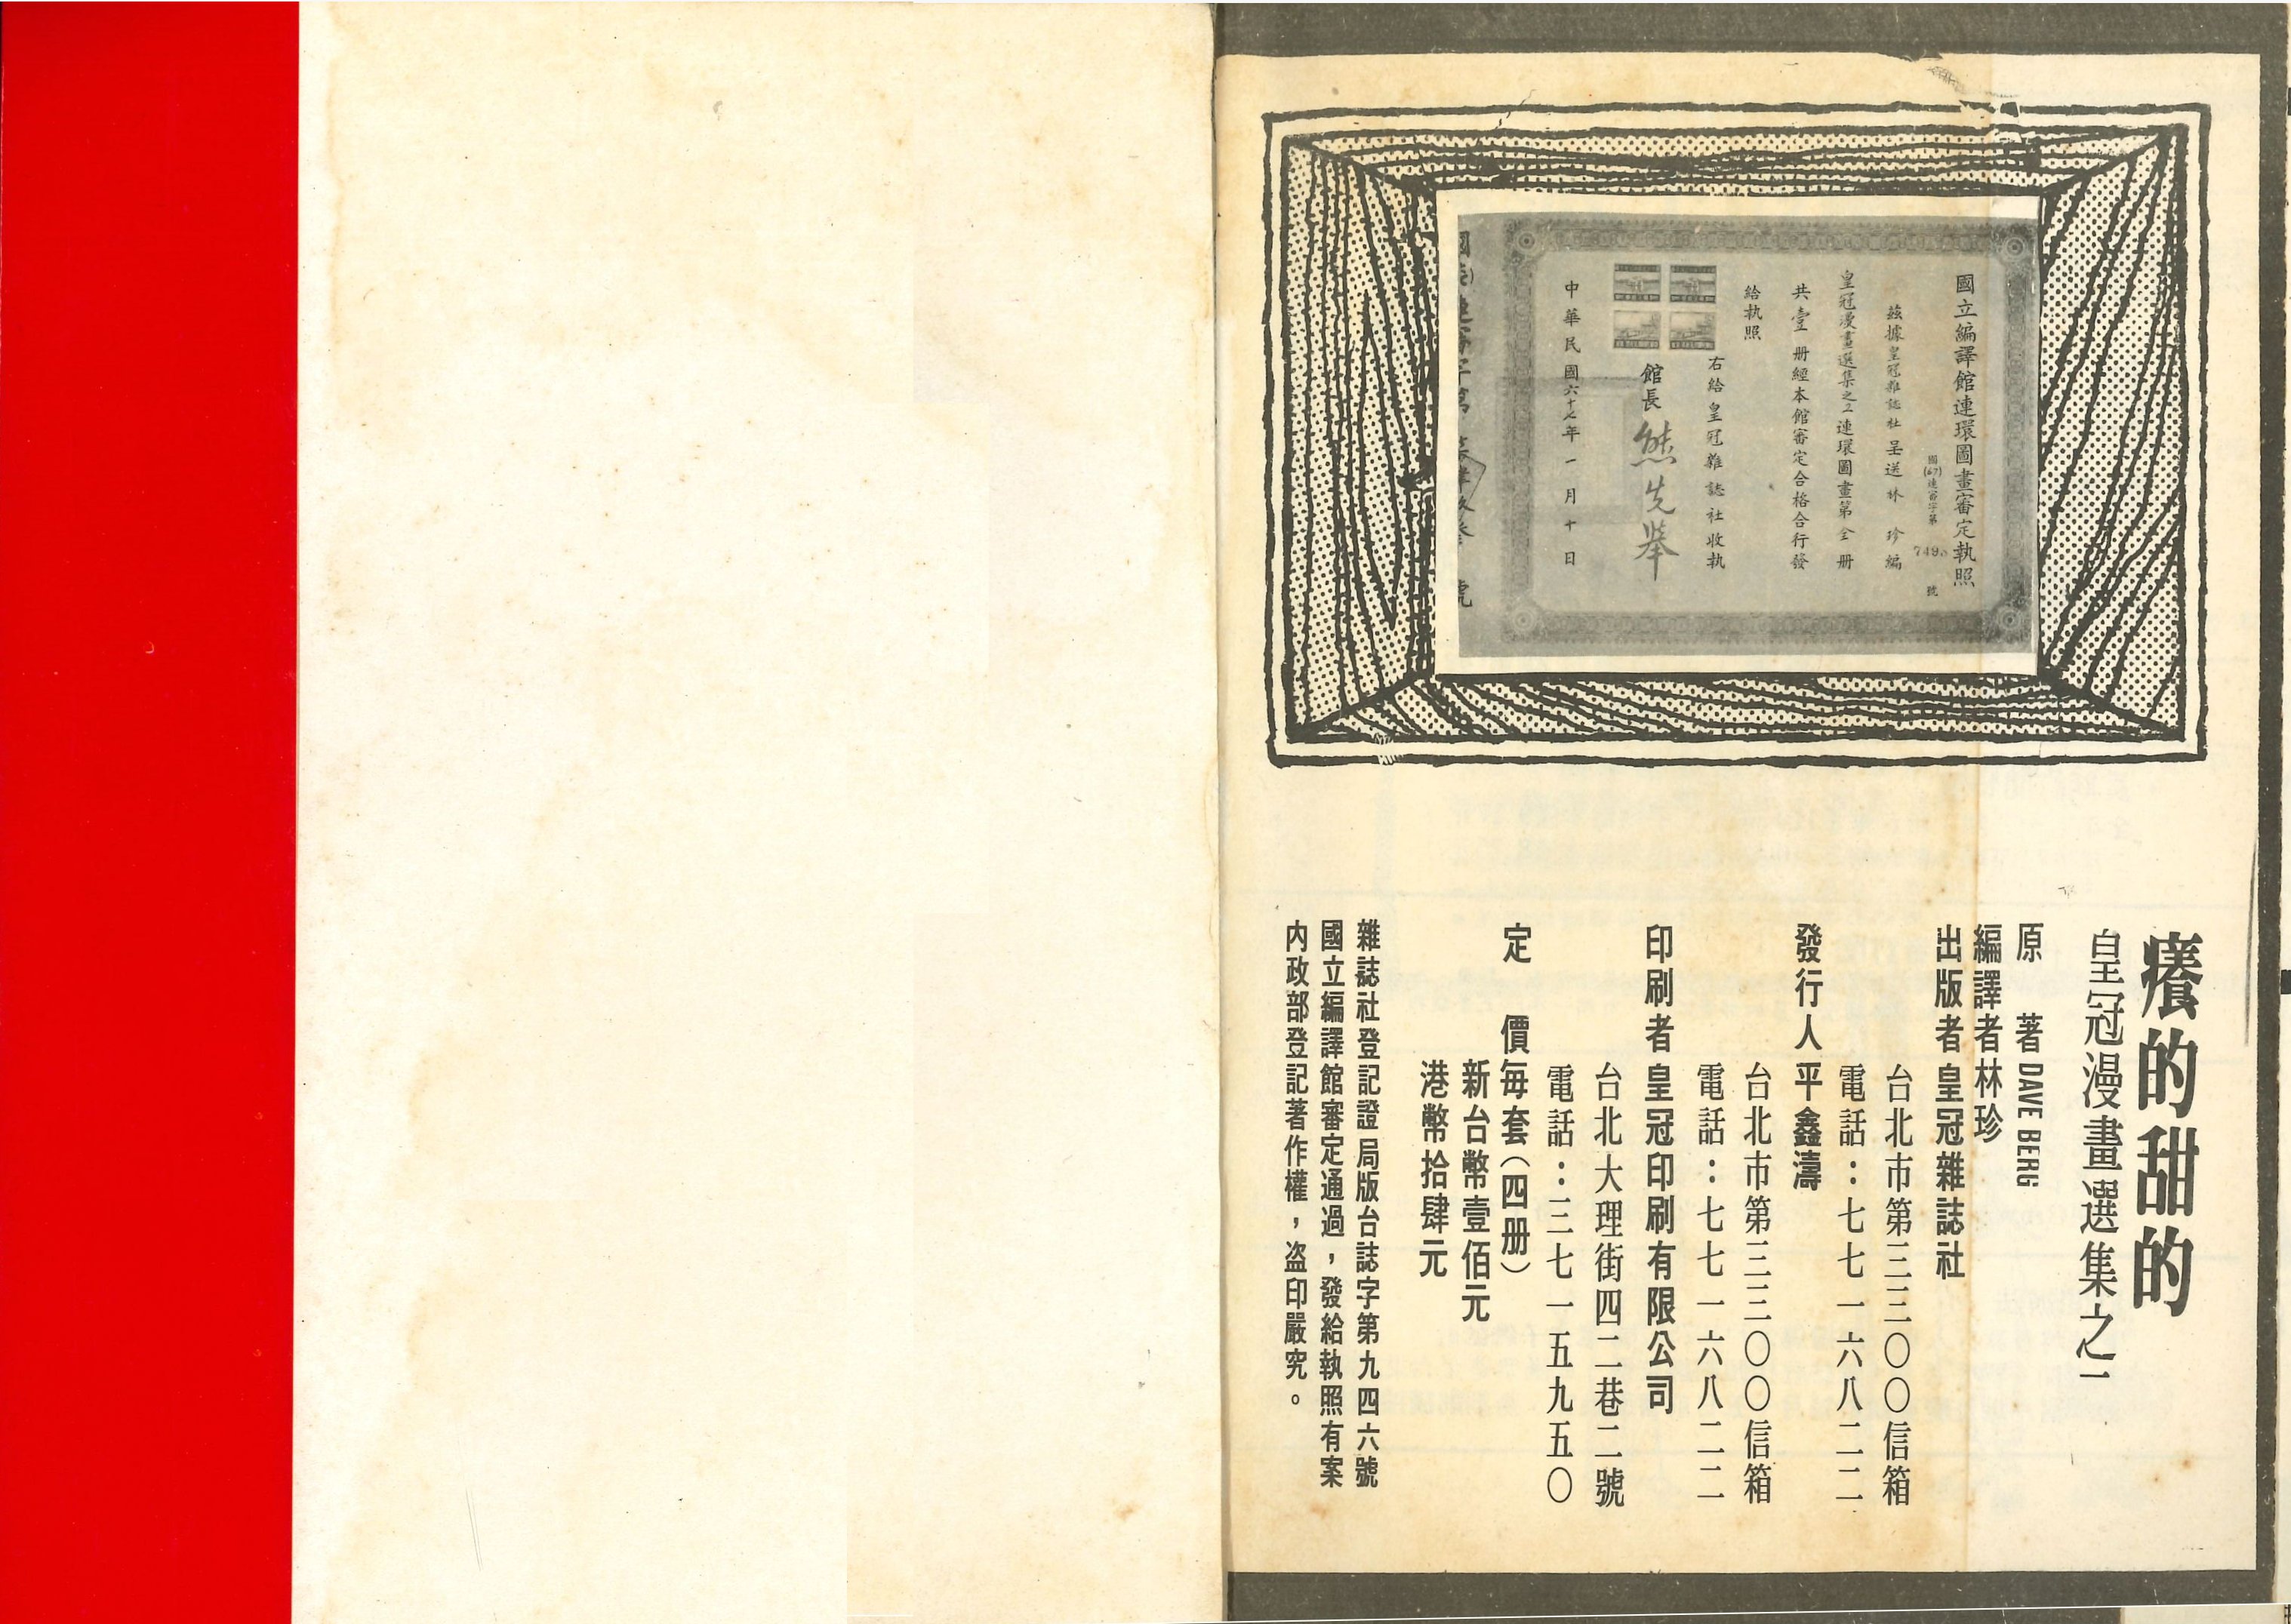 國立編譯館連環圖畫審定執照
國(67)連審字第749 號
茲據皇冠雜誌社呈送林 珍編
皇冠漫畫選集之二連環圖畫第全册
共壹册經本館審定合格合行發
給執照
右給皇冠雜誌社收執
館長 熊先舉
中華民國六十七年一月十日
癢的甜的
皇冠漫畫選集之二
原 著 DAVE BERG
編譯者林珍
出版者皇冠雜誌社
台北市第三三〇〇信箱
電話：七七一六八二二
發行人平鑫濤
台北市第三三〇〇信箱
電話：七七一六八二二
印刷者皇冠印刷有限公司
台北大理街四二巷二號
電話：三七一五九五〇
定 價每套（四册）
新台幣壹佰元
港幣拾肆元
雜誌社登記證局版台誌字第九四六號
國立編譯館審定通過，發給執照有案
內政部登記著作權，盗印嚴究。